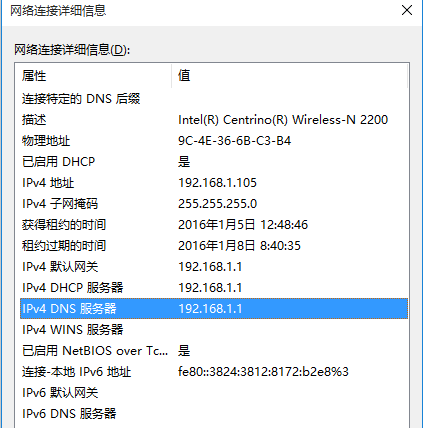 网络连接详细信息
网络连接详细信息(D):
属性 值
连接特定的 DNS 后缀
描述 Intel(R) Centrino(R) Wireless-N 2200
物理地址 9C-4E-36-6B-C3-B4
已启用 DHCP 是
IPv4 地址 192.168.1.105
IPv4 子网掩码 255.255.255.0
获得租约的时间 2016年1月5日 12:48:46
租约过期的时间 2016年1月8日 8:40:35
IPv4 默认网关 192.168.1.1
IPv4 DHCP 服务器 192.168.1.1
IPv4 DNS 服务器 192.168.1.1
IPv4 WINS 服务器
已启用 NetBIOS over Tc... 是
连接-本地 IPv6 地址 fe80::3824:3812:8172:b2e8%3
IPv6 默认网关
IPv6 DNS 服务器